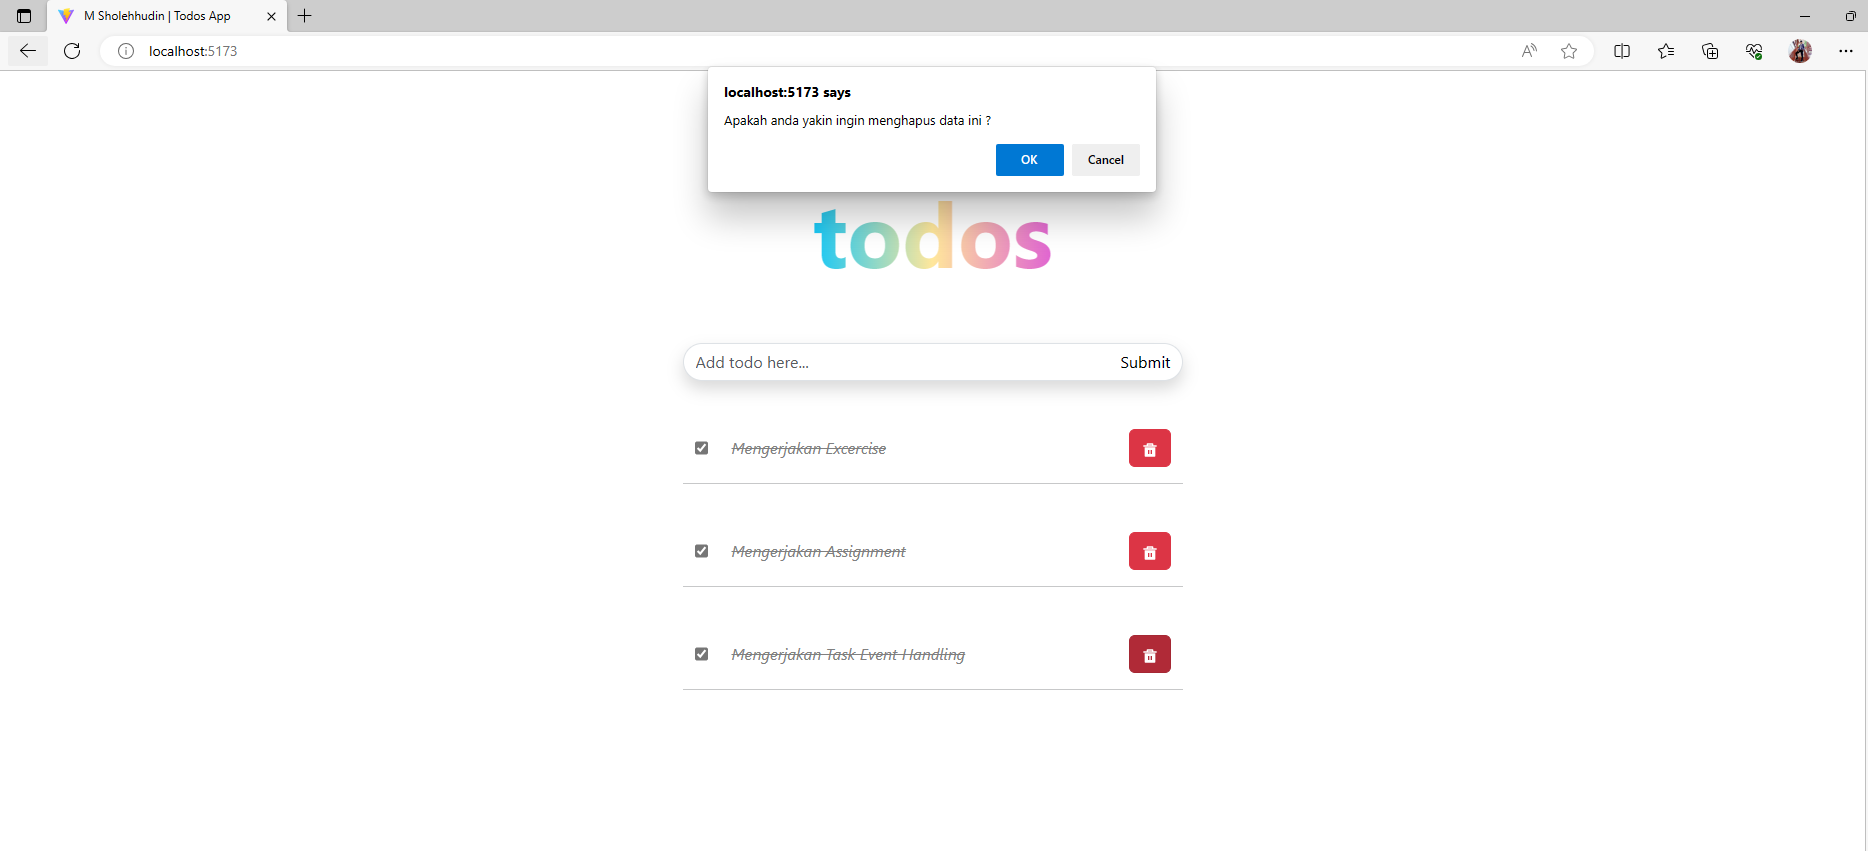 M Sholehhudin | Todos App
localhost:5173
localhost:5173 says
Apakah anda yakin ingin menghapus data ini ?
OK Cancel
todos
Add todo here... Submit
Mengerjakan Excercise
Mengerjakan Assignment
Mengerjakan Task Event Handling